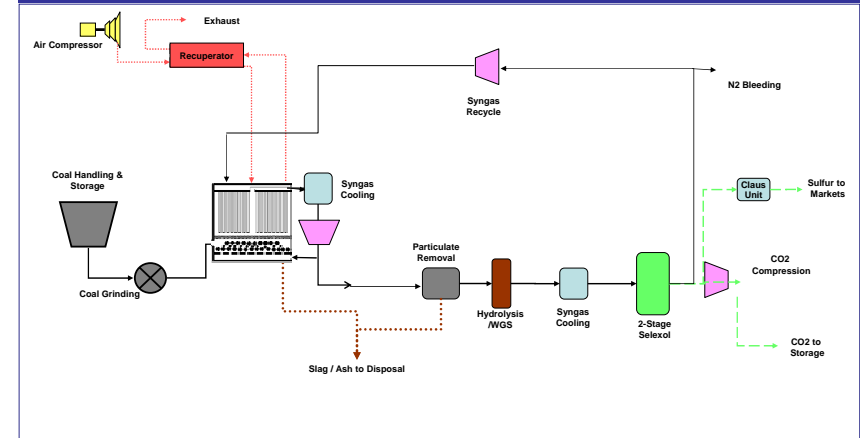 Exhaust
Air Compressor
Recuperator
N2 Bleeding
Syngas
Recycle
Coal Handling &
Storage
Syngas
Cooling
Claus
Unit
Sulfur to
Markets
Particulate
Removal
CO2
Compression
Coal Grinding
Hydrolysis
/WGS
Syngas
Cooling
2-Stage
Selexol
CO2 to
Storage
Slag / Ash to Disposal